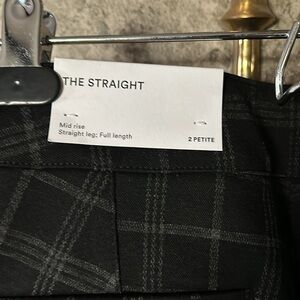 THE STRAIGHT
Mid rise
Straight leg; Full length
2 PETITE